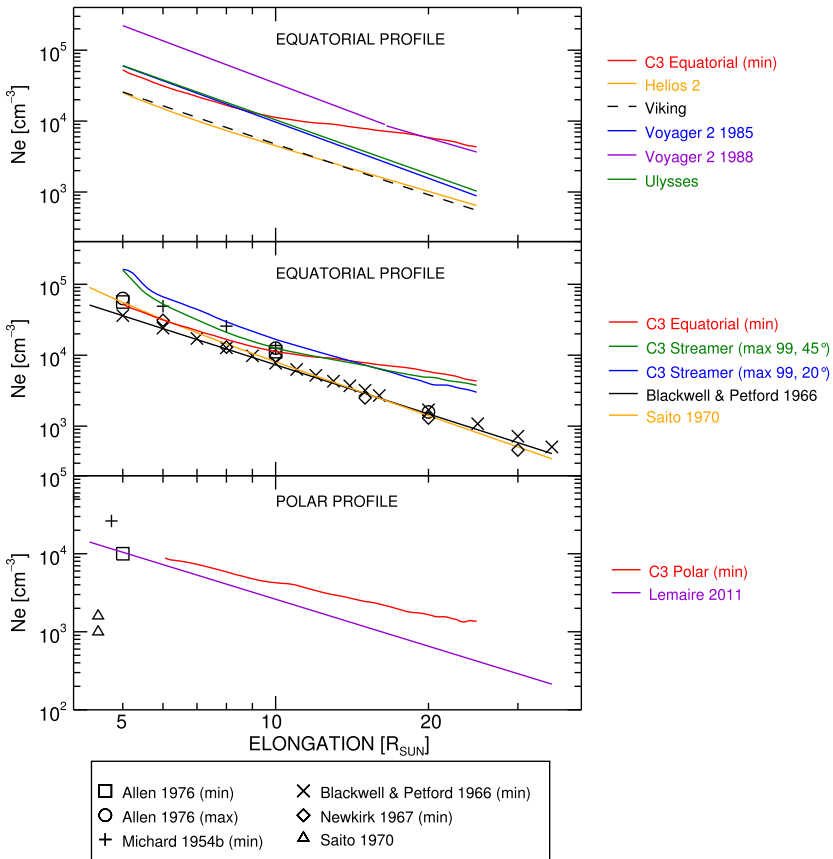 EQUATORIAL PROFILE
10^5
10^4
10^3
Ne [cm^−3]
C3 Equatorial (min)
Helios 2
Viking
Voyager 2 1985
Voyager 2 1988
Ulysses
EQUATORIAL PROFILE
10^5
10^4
10^3
Ne [cm^−3]
C3 Equatorial (min)
C3 Streamer (max 99, 45°)
C3 Streamer (max 99, 20°)
Blackwell & Petford 1966
Saito 1970
POLAR PROFILE
10^5
10^4
10^3
10^2
Ne [cm^−3]
C3 Polar (min)
Lemaire 2011
5 10 20
ELONGATION [R_SUN]
Allen 1976 (min)
Allen 1976 (max)
Michard 1954b (min)
Blackwell & Petford 1966 (min)
Newkirk 1967 (min)
Saito 1970